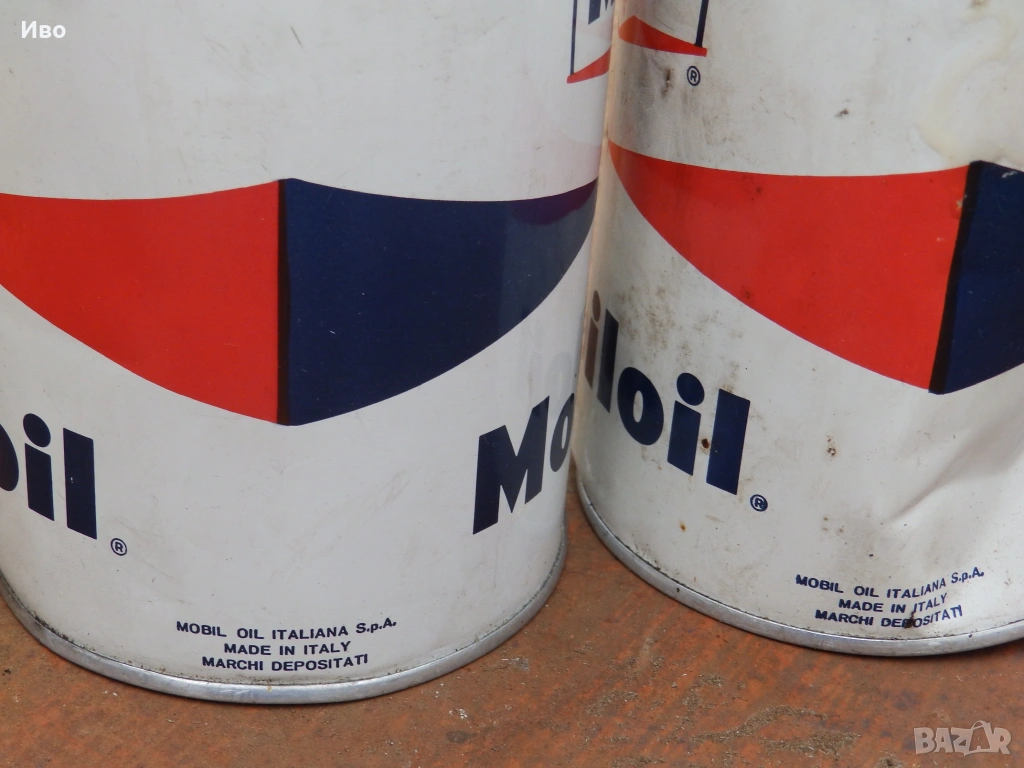 Иво
®
oil®
Mo
MOBIL OIL ITALIANA S.p.A.
MADE IN ITALY
MARCHI DEPOSITATI
iloil®
MOBIL OIL ITALIANA S.p.A.
MADE IN ITALY
MARCHI DEPOSITATI
BAZAR